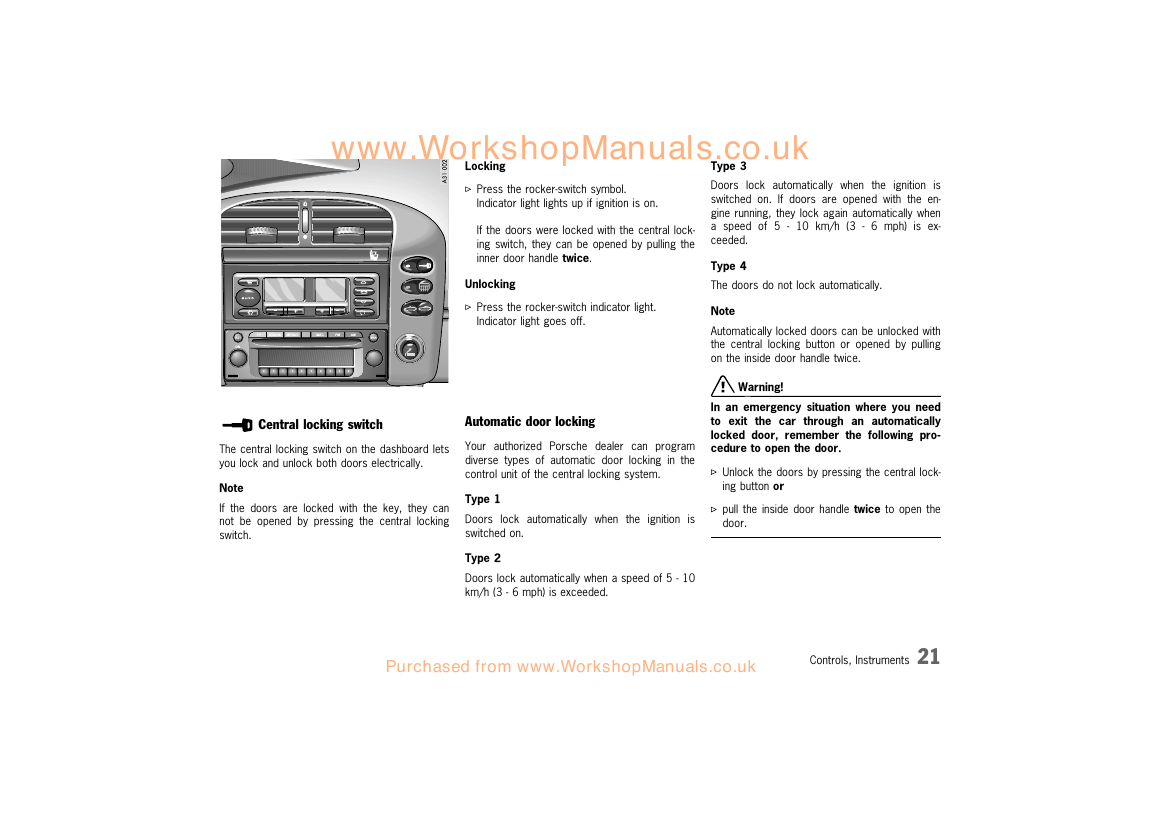 www.WorkshopManuals.co.uk
A31 002
Central locking switch
The central locking switch on the dashboard lets
you lock and unlock both doors electrically.
Note
If the doors are locked with the key, they can
not be opened by pressing the central locking
switch.
Locking
Press the rocker-switch symbol.
Indicator light lights up if ignition is on.
If the doors were locked with the central lock-
ing switch, they can be opened by pulling the
inner door handle twice.
Unlocking
Press the rocker-switch indicator light.
Indicator light goes off.
Automatic door locking
Your authorized Porsche dealer can program
diverse types of automatic door locking in the
control unit of the central locking system.
Type 1
Doors lock automatically when the ignition is
switched on.
Type 2
Doors lock automatically when a speed of 5 - 10
km/h (3 - 6 mph) is exceeded.
Type 3
Doors lock automatically when the ignition is
switched on. If doors are opened with the en-
gine running, they lock again automatically when
a speed of 5 - 10 km/h (3 - 6 mph) is ex-
ceeded.
Type 4
The doors do not lock automatically.
Note
Automatically locked doors can be unlocked with
the central locking button or opened by pulling
on the inside door handle twice.
Warning!
In an emergency situation where you need
to exit the car through an automatically
locked door, remember the following pro-
cedure to open the door.
Unlock the doors by pressing the central lock-
ing button or
pull the inside door handle twice to open the
door.
Controls, Instruments 21
Purchased from www.WorkshopManuals.co.uk